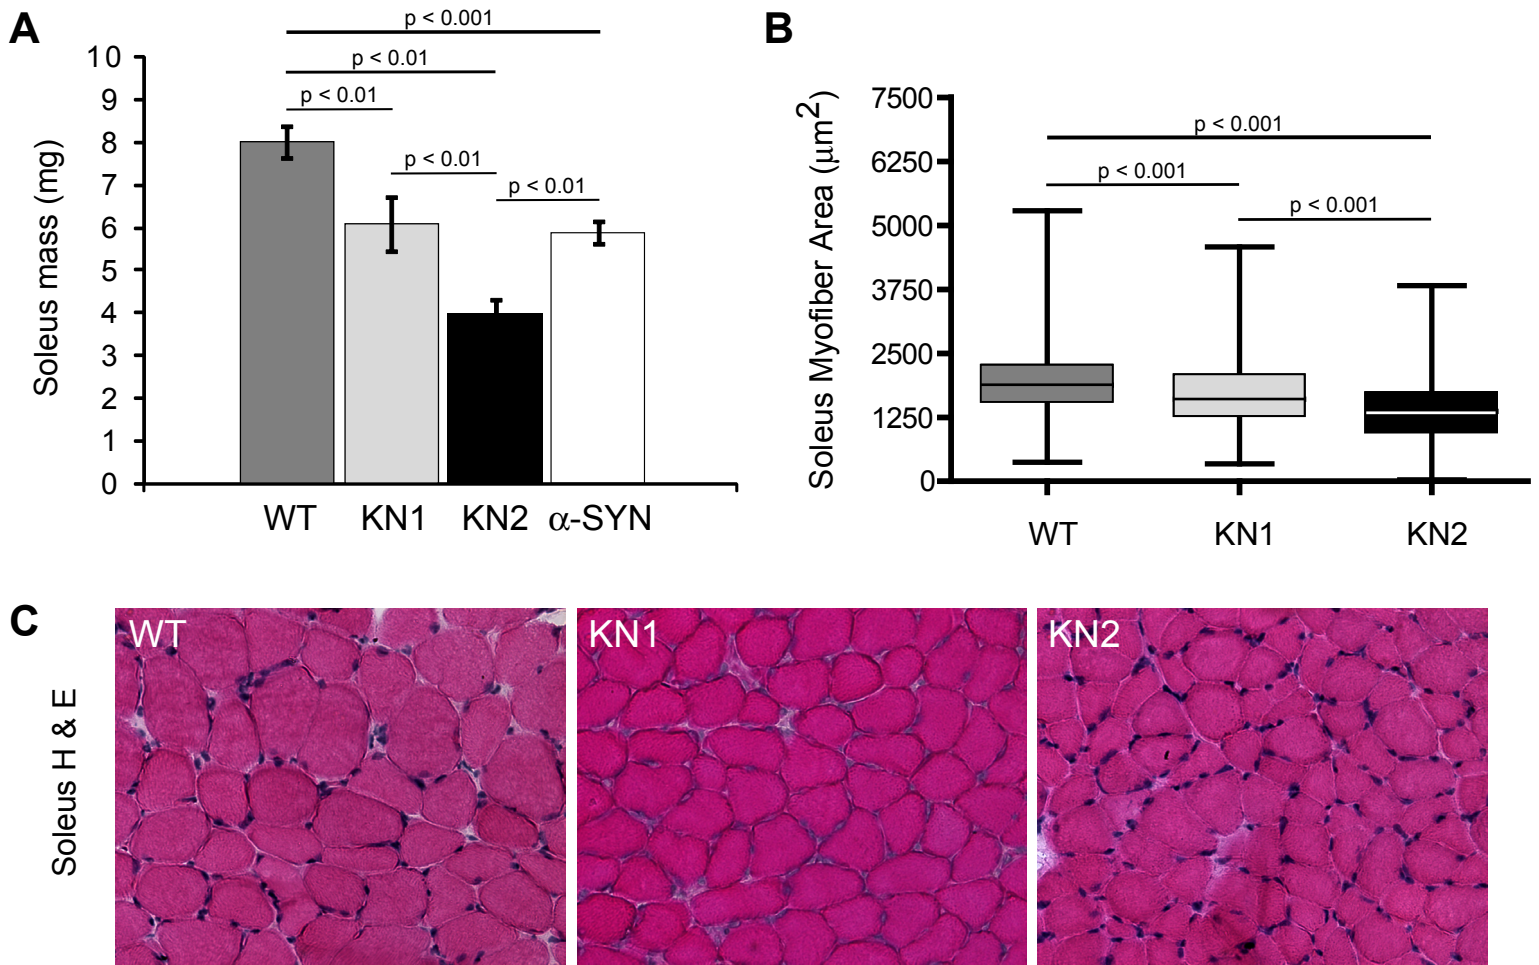 A
p < 0.001
p < 0.01
p < 0.01
p < 0.01
p < 0.01
Soleus mass (mg)
10
9
8
7
6
5
4
3
2
1
0
WT KN1 KN2 α-SYN
B
p < 0.001
p < 0.001
p < 0.001
Soleus Myofiber Area (μm²)
7500
6250
5000
3750
2500
1250
0
WT KN1 KN2
C
Soleus H & E
WT KN1 KN2